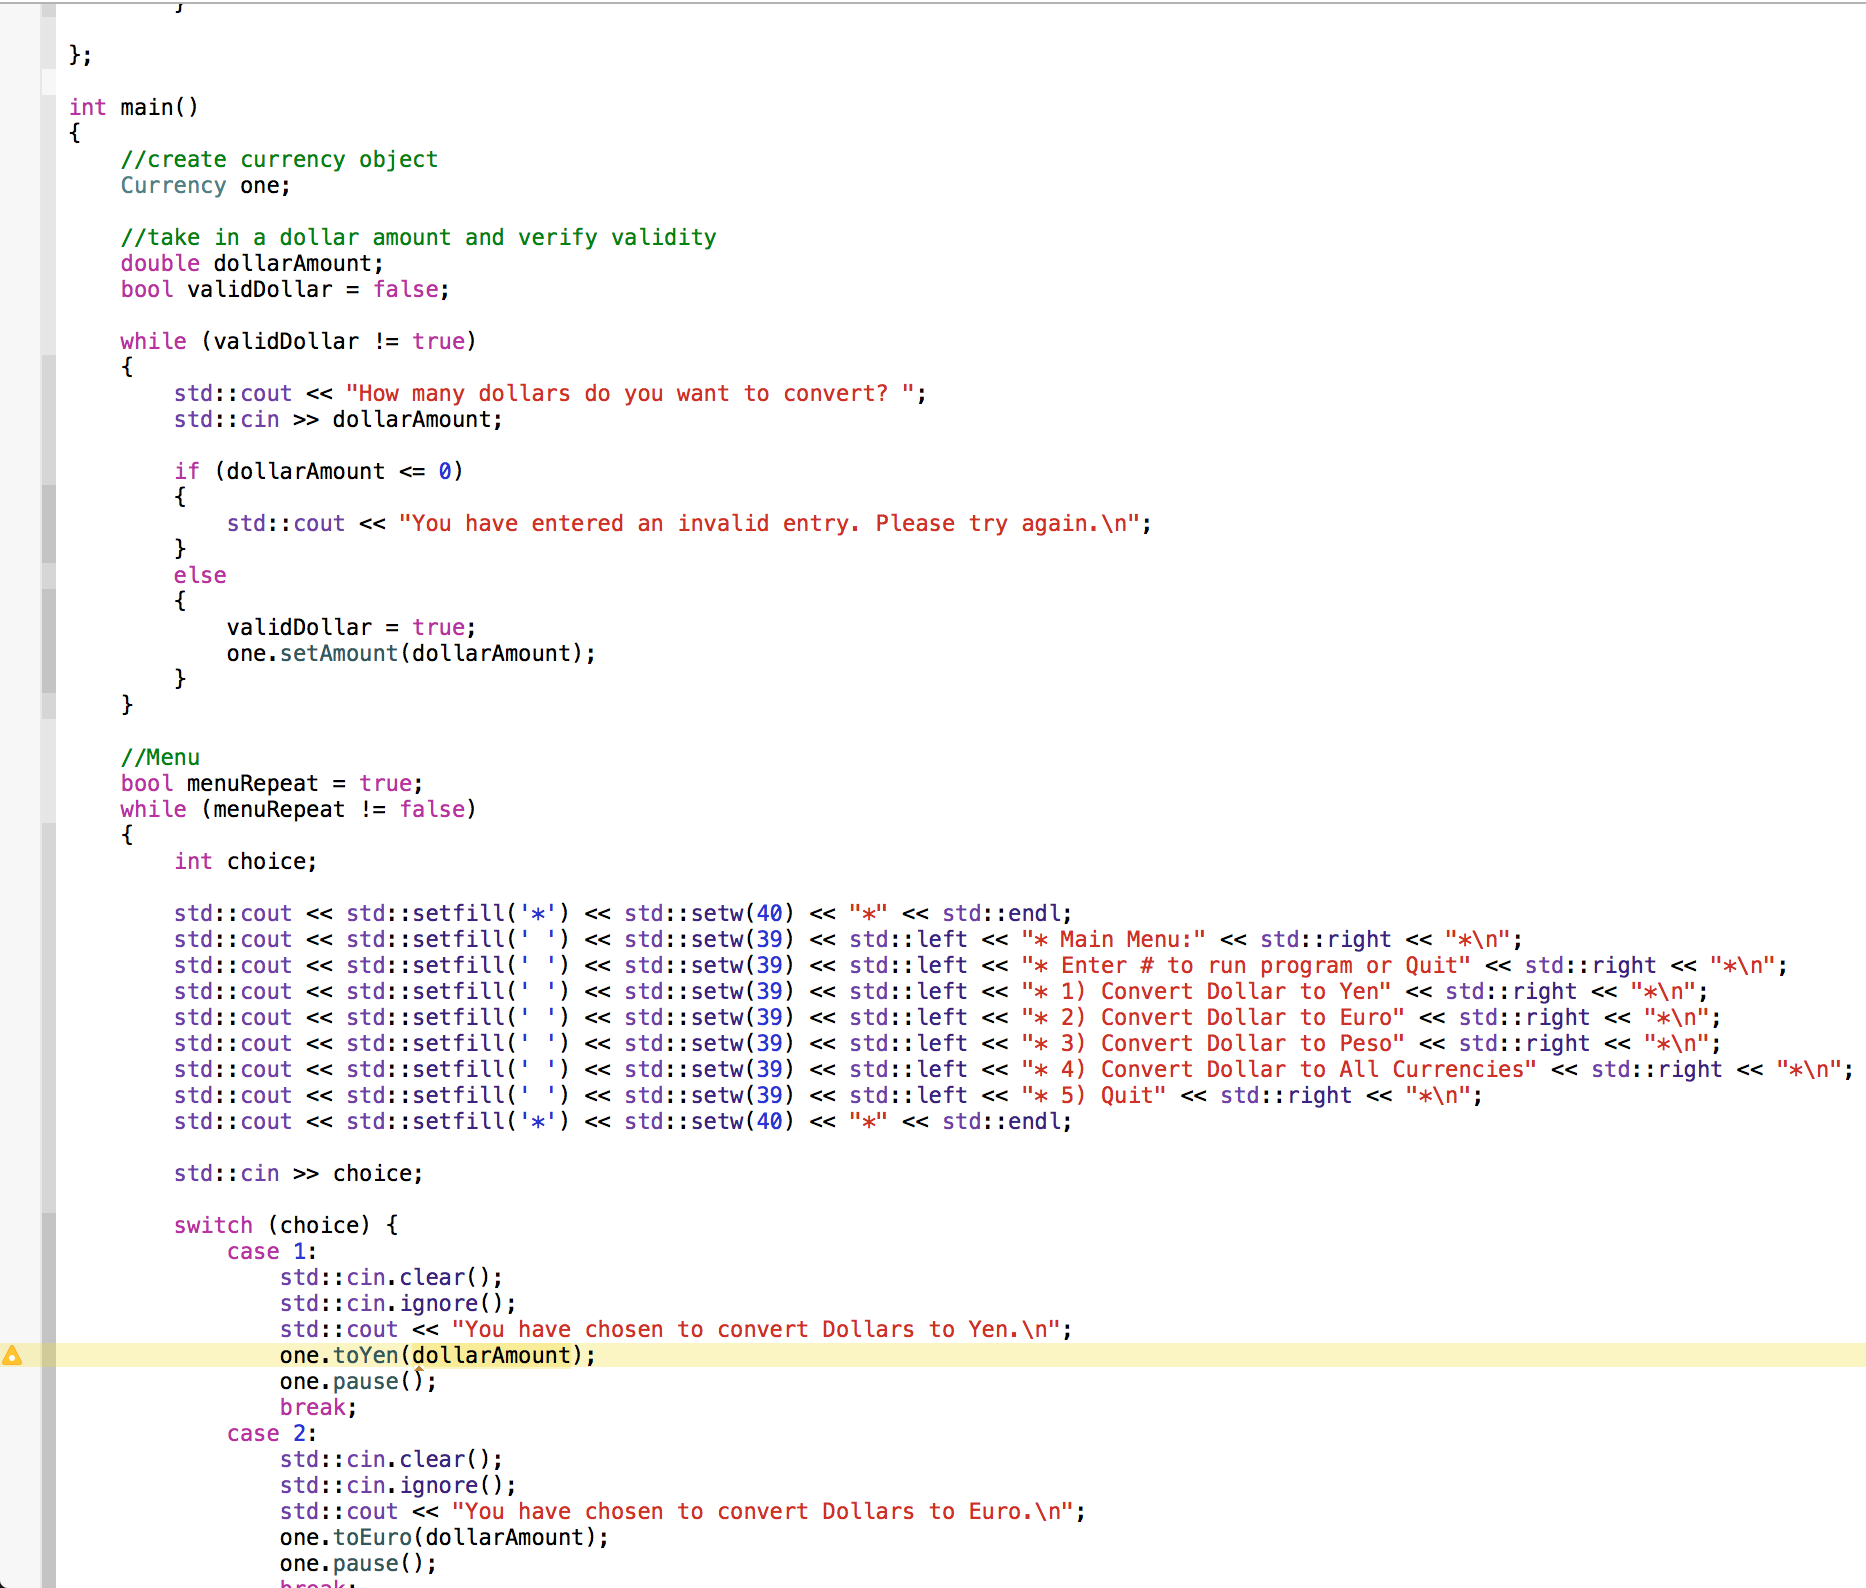 }
};
int main()
{
//create currency object
Currency one;
//take in a dollar amount and verify validity
double dollarAmount;
bool validDollar = false;
while (validDollar != true)
{
std::cout << "How many dollars do you want to convert? ";
std::cin >> dollarAmount;
if (dollarAmount <= 0)
{
std::cout << "You have entered an invalid entry. Please try again.\n";
}
else
{
validDollar = true;
one.setAmount(dollarAmount);
}
}
//Menu
bool menuRepeat = true;
while (menuRepeat != false)
{
int choice;
std::cout << std::setfill('*') << std::setw(40) << "*" << std::endl;
std::cout << std::setfill(' ') << std::setw(39) << std::left << "* Main Menu:" << std::right << "*\n";
std::cout << std::setfill(' ') << std::setw(39) << std::left << "* Enter # to run program or Quit" << std::right << "*\n";
std::cout << std::setfill(' ') << std::setw(39) << std::left << "* 1) Convert Dollar to Yen" << std::right << "*\n";
std::cout << std::setfill(' ') << std::setw(39) << std::left << "* 2) Convert Dollar to Euro" << std::right << "*\n";
std::cout << std::setfill(' ') << std::setw(39) << std::left << "* 3) Convert Dollar to Peso" << std::right << "*\n";
std::cout << std::setfill(' ') << std::setw(39) << std::left << "* 4) Convert Dollar to All Currencies" << std::right << "*\n";
std::cout << std::setfill(' ') << std::setw(39) << std::left << "* 5) Quit" << std::right << "*\n";
std::cout << std::setfill('*') << std::setw(40) << "*" << std::endl;
std::cin >> choice;
switch (choice) {
case 1:
std::cin.clear();
std::cin.ignore();
std::cout << "You have chosen to convert Dollars to Yen.\n";
one.toYen(dollarAmount);
one.pause();
break;
case 2:
std::cin.clear();
std::cin.ignore();
std::cout << "You have chosen to convert Dollars to Euro.\n";
one.toEuro(dollarAmount);
one.pause();
break;